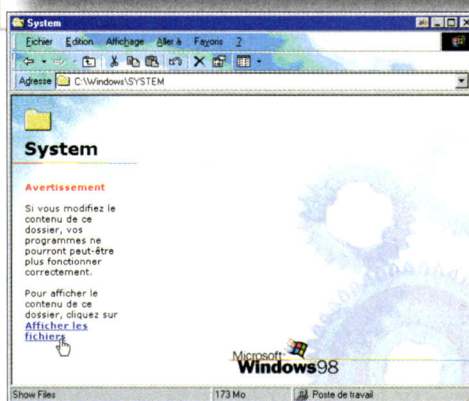 System
Fichier Edition Affichage Aller à Favoris ?
Adresse C:\Windows\SYSTEM
System
Avertissement
Si vous modifiez le
contenu de ce
dossier, vos
programmes ne
pourront peut-être
plus fonctionner
correctement.
Pour afficher le
contenu de ce
dossier, cliquez sur
Afficher les
fichiers
Microsoft
Windows98
Show Files 173 Mo Poste de travail